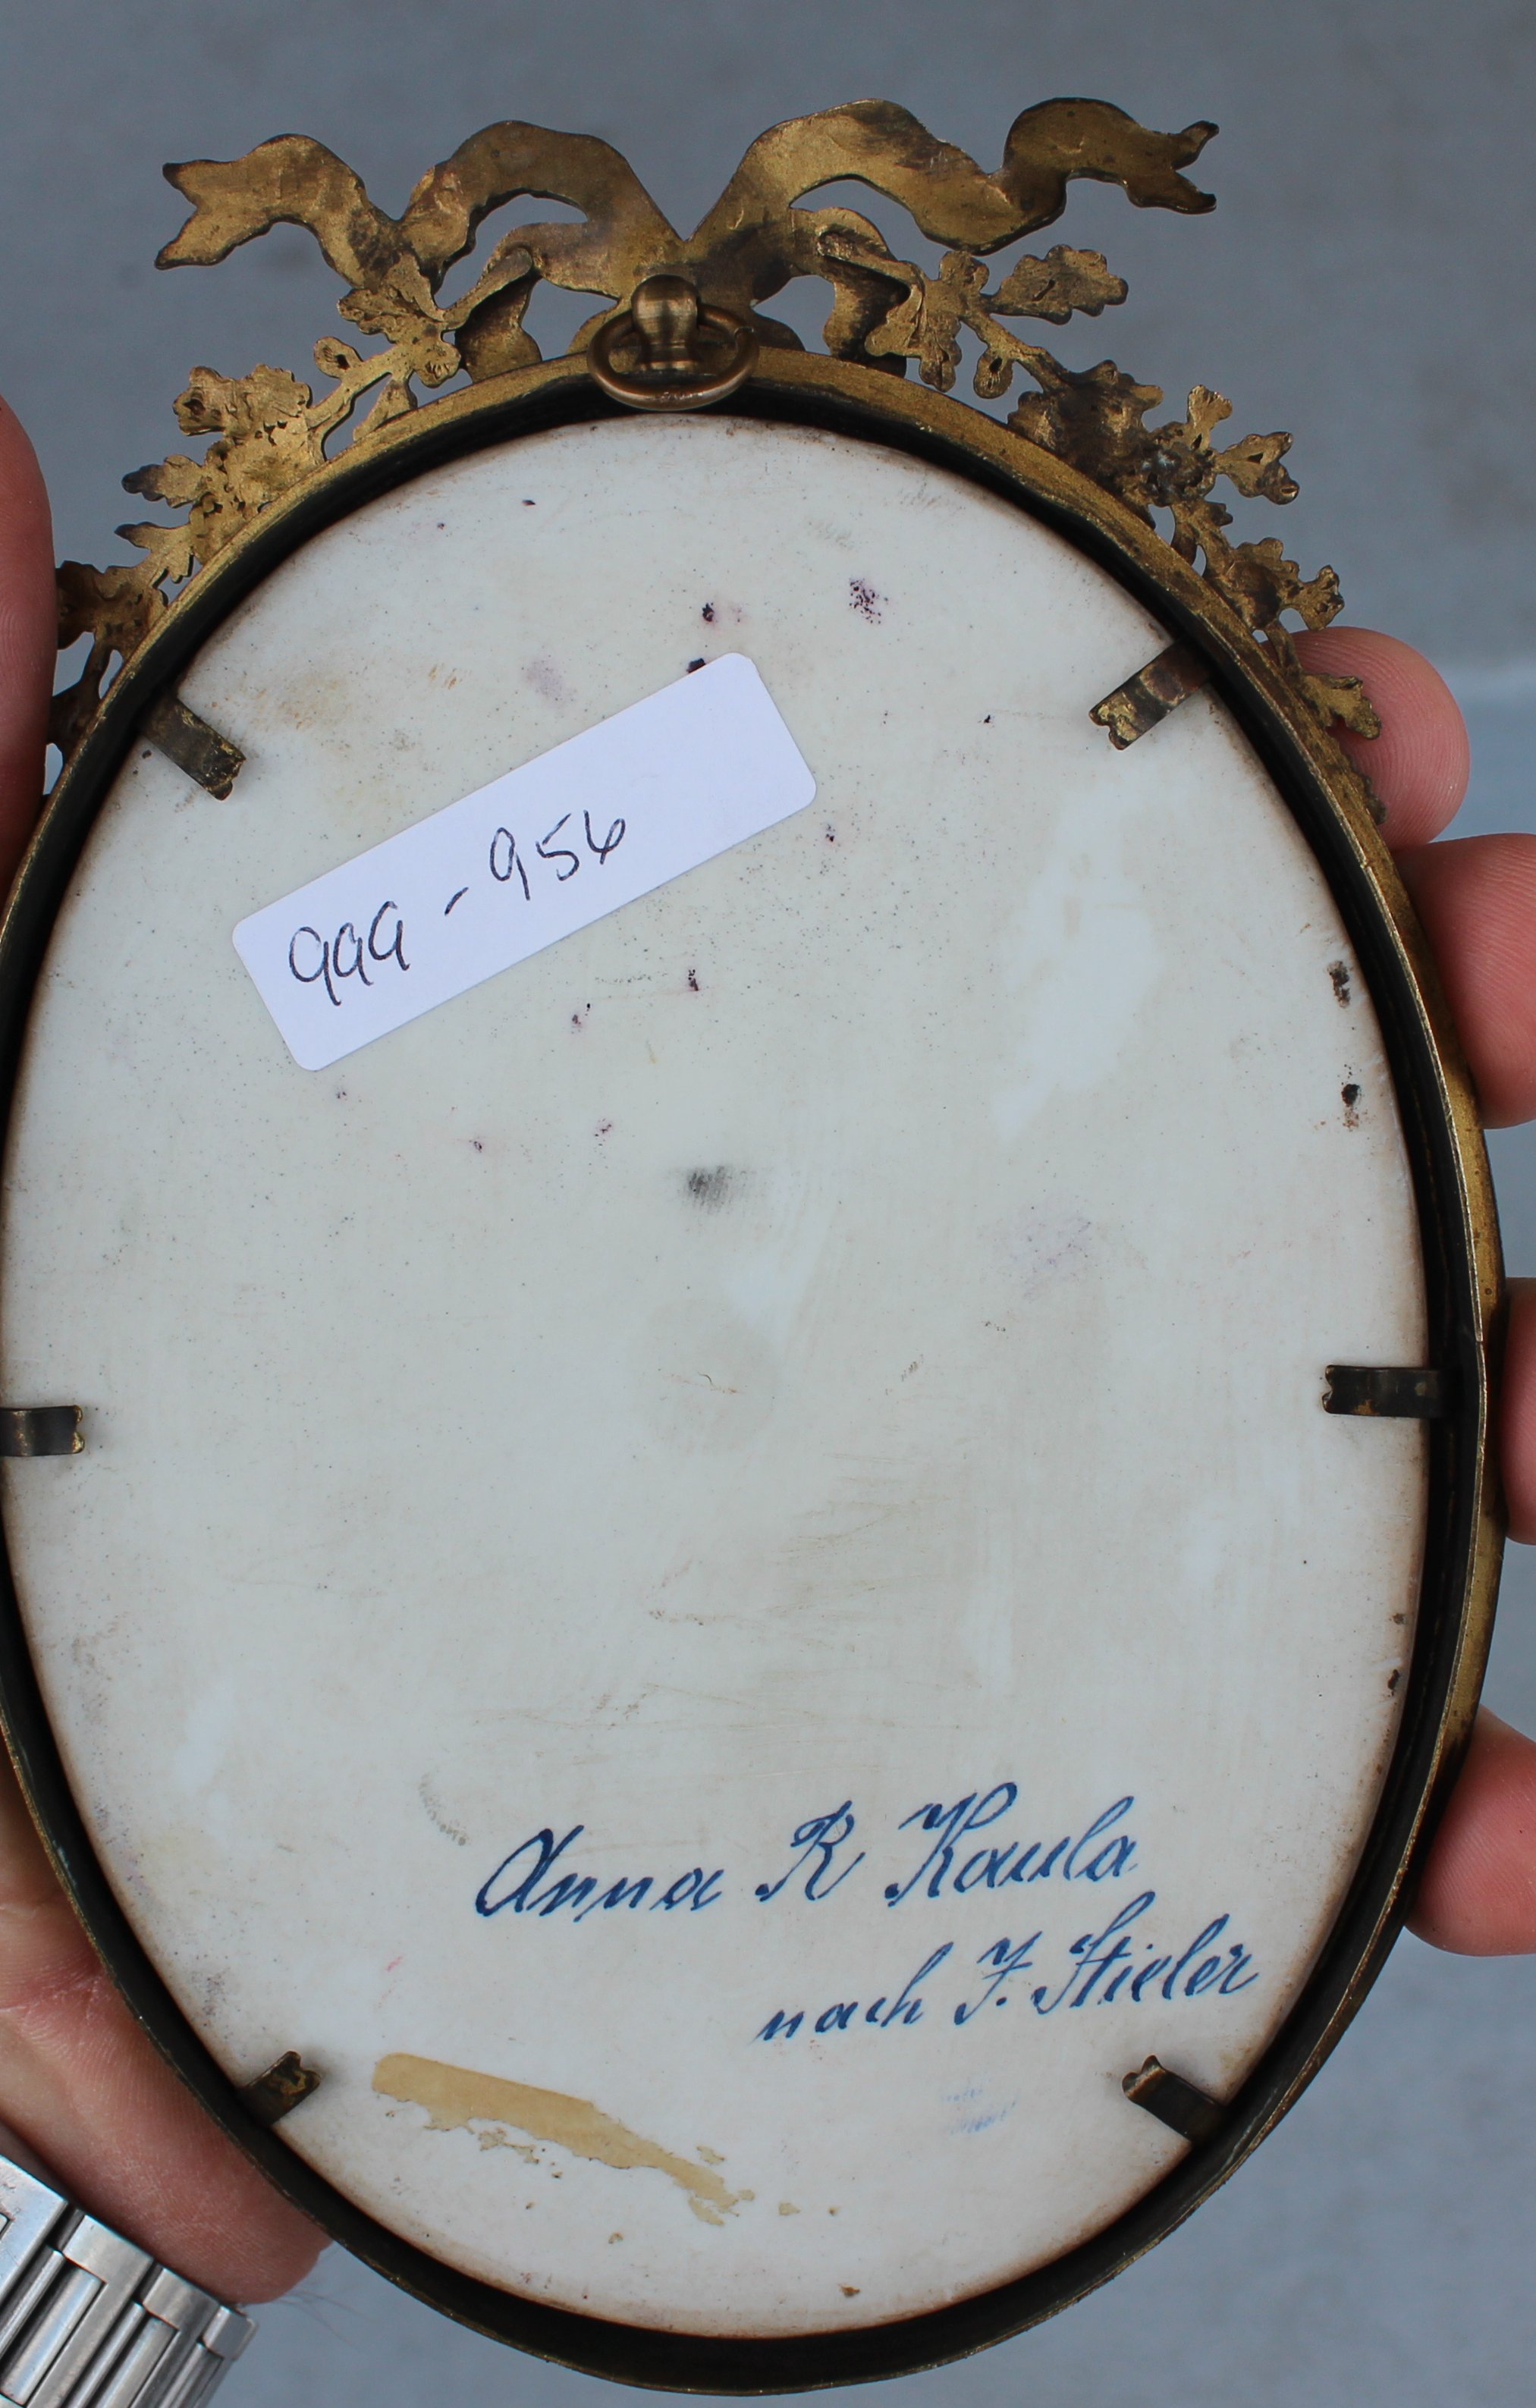 999 - 956
Anna R Kaula
nach J. Stieler